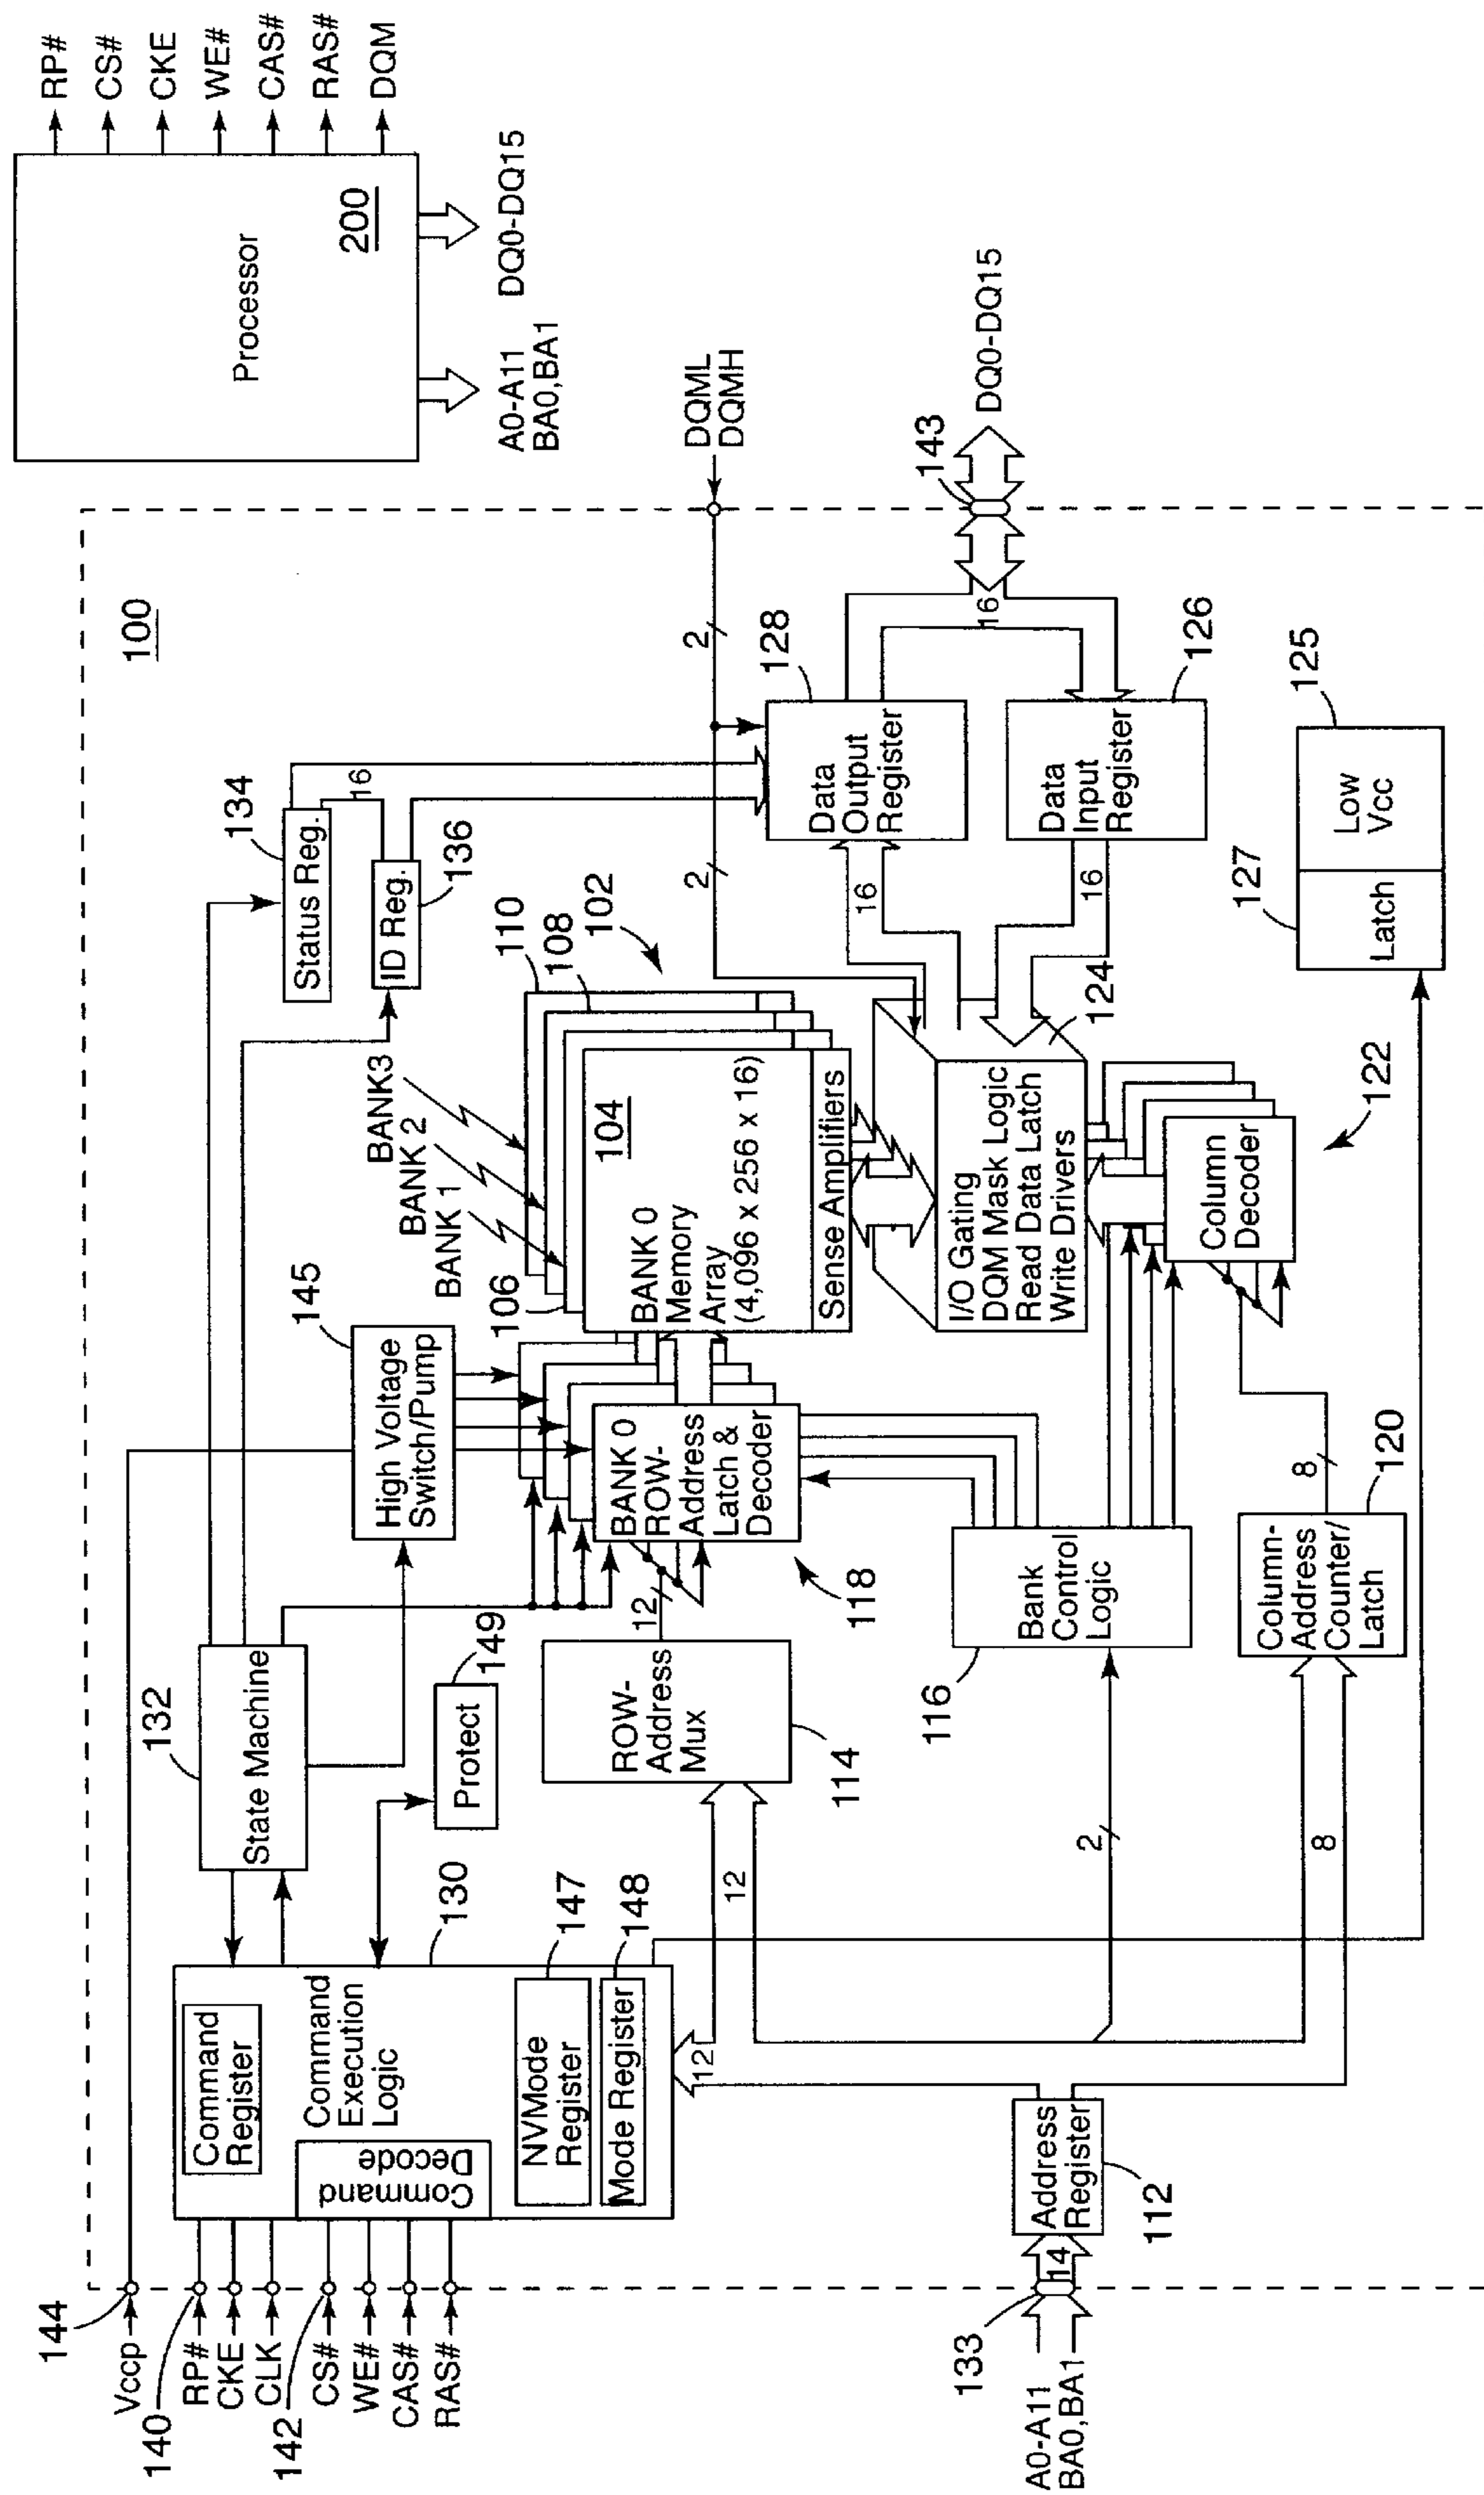 RP#
CS#
CKE
WE#
CAS#
RAS#
DQM
Processor
200
A0-A11
BA0,BA1
DQ0-DQ15
100
144
Vccp
140
RP#
CKE
CLK
142
CS#
WE#
CAS#
RAS#
Command
Register
Command
Execution
Logic
Command
Decode
NVMode
Register
147
Mode Register
148
130
132
State Machine
149
Protect
145
High Voltage
Switch/Pump
134
Status Reg.
16
ID Reg.
136
BANK3
BANK 2
BANK 1
106
110
108
102
104
BANK 0
Memory
Array
(4,096 x 256 x 16)
Sense Amplifiers
BANK 0
ROW-
Address
Latch &
Decoder
118
12
ROW-
Address
Mux
114
12
12
2
2
DQML
DQMH
128
Data
Output
Register
16
16
143
DQ0-DQ15
Data
Input
Register
126
16
124
I/O Gating
DQM Mask Logic
Read Data Latch
Write Drivers
Column
Decoder
122
Bank
Control
Logic
116
2
8
Column-
Address
Counter/
Latch
120
8
127
Latch
Low
Vcc
125
133
A0-A11
BA0,BA1
14
Address
Register
112